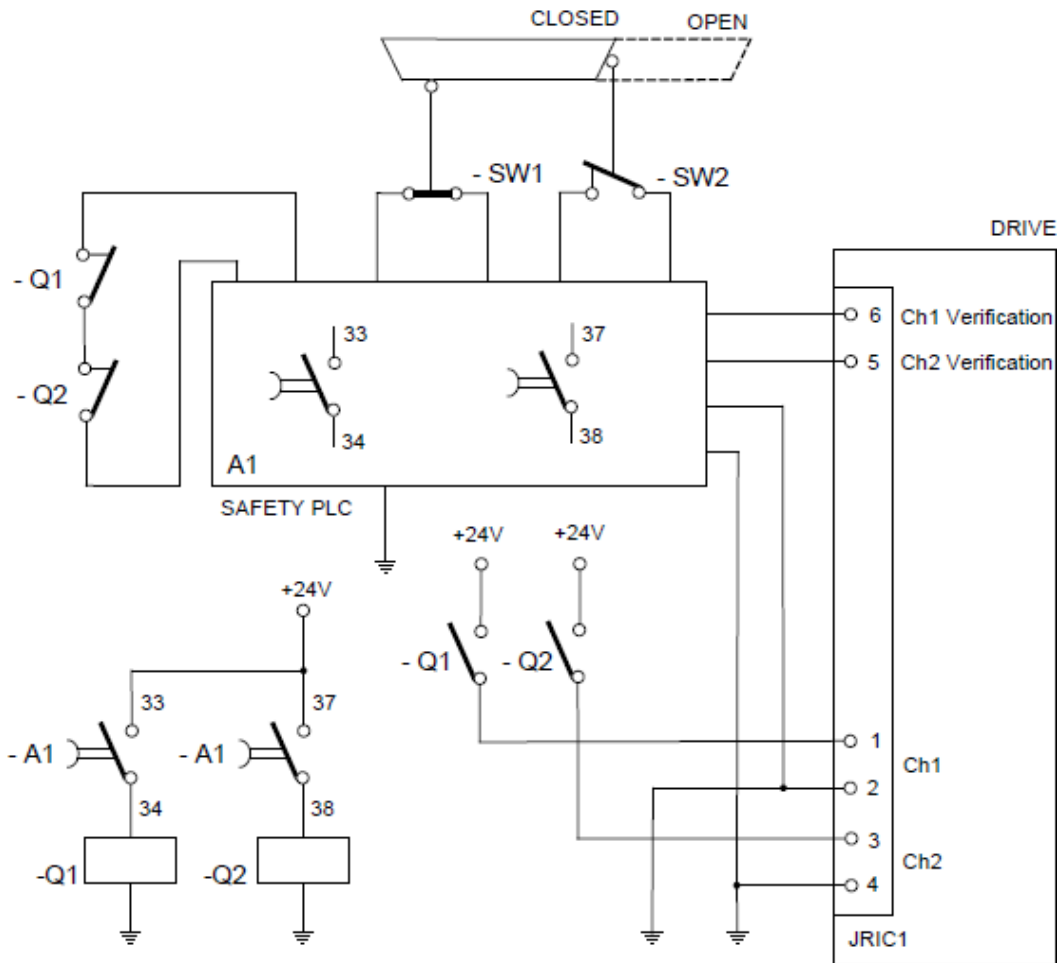 CLOSED
OPEN
- SW1
- SW2
DRIVE
- Q1
- Q2
33
37
34
38
A1
SAFETY PLC
6 Ch1 Verification
5 Ch2 Verification
+24V
+24V
+24V
- Q1
- Q2
33
37
- A1
- A1
34
38
-Q1
-Q2
1
Ch1
2
3
Ch2
4
JRIC1